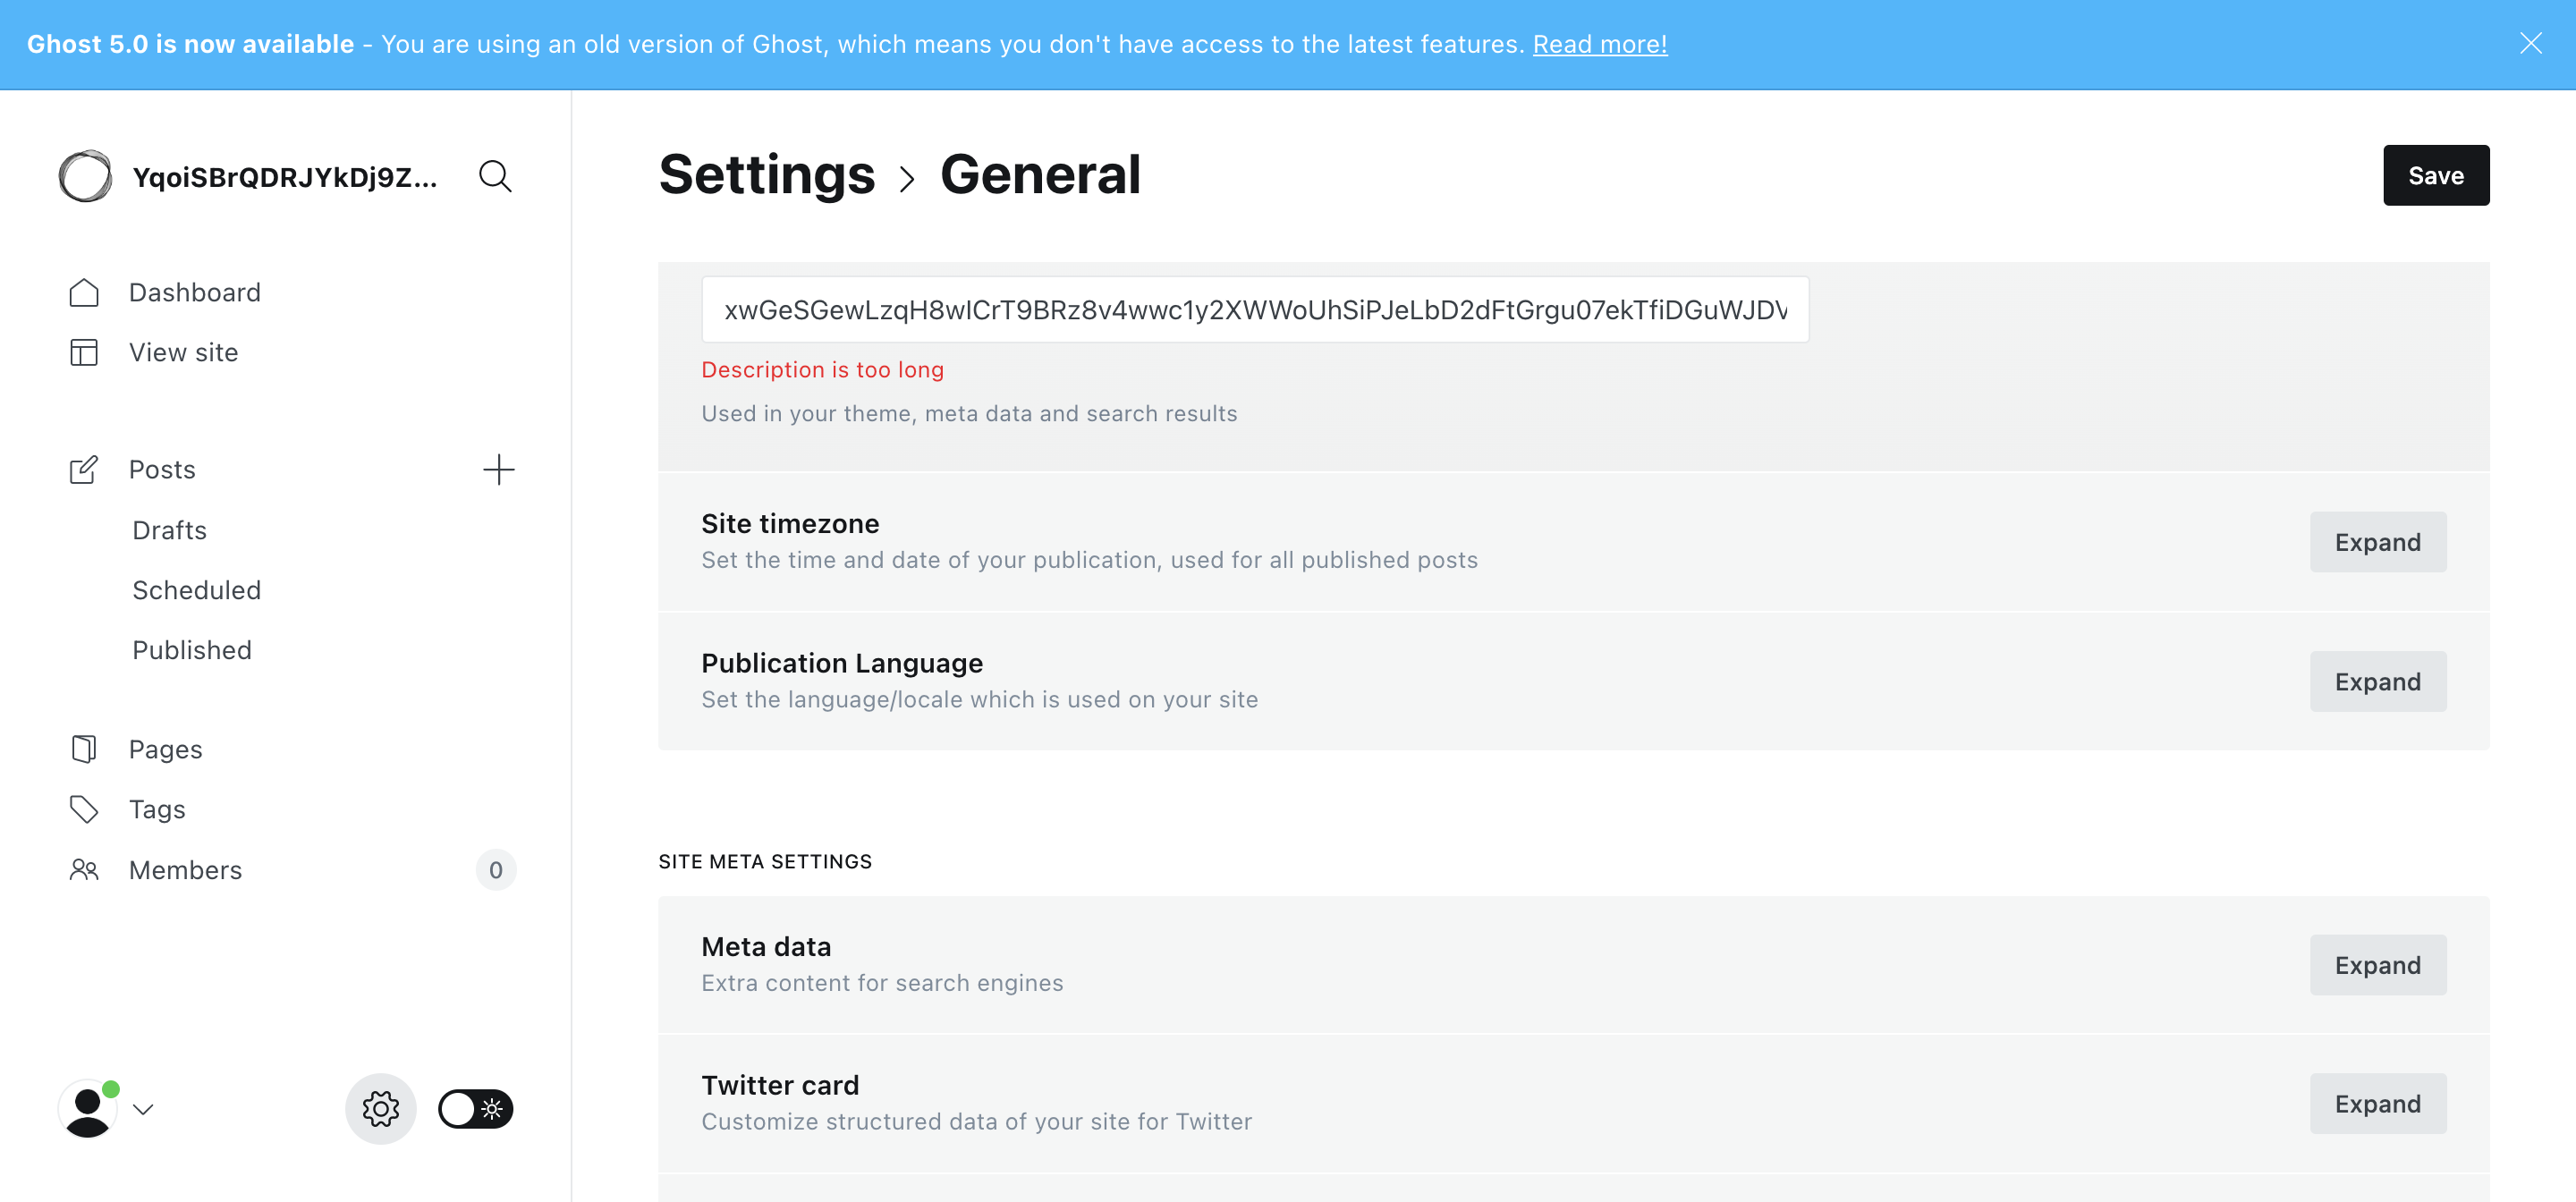 Ghost 5.0 is now available - You are using an old version of Ghost, which means you don't have access to the latest features. Read more!
YqoiSBrQDRJYkDj9Z...
Dashboard
View site
Posts
Drafts
Scheduled
Published
Pages
Tags
Members
0
Settings > General
Save
xwGeSGewLzqH8wICrT9BRz8v4wwc1y2XWWoUhSiPJeLbD2dFtGrgu07ekTfiDGuWJDV
Description is too long
Used in your theme, meta data and search results
Site timezone
Set the time and date of your publication, used for all published posts
Expand
Publication Language
Set the language/locale which is used on your site
Expand
SITE META SETTINGS
Meta data
Extra content for search engines
Expand
Twitter card
Customize structured data of your site for Twitter
Expand